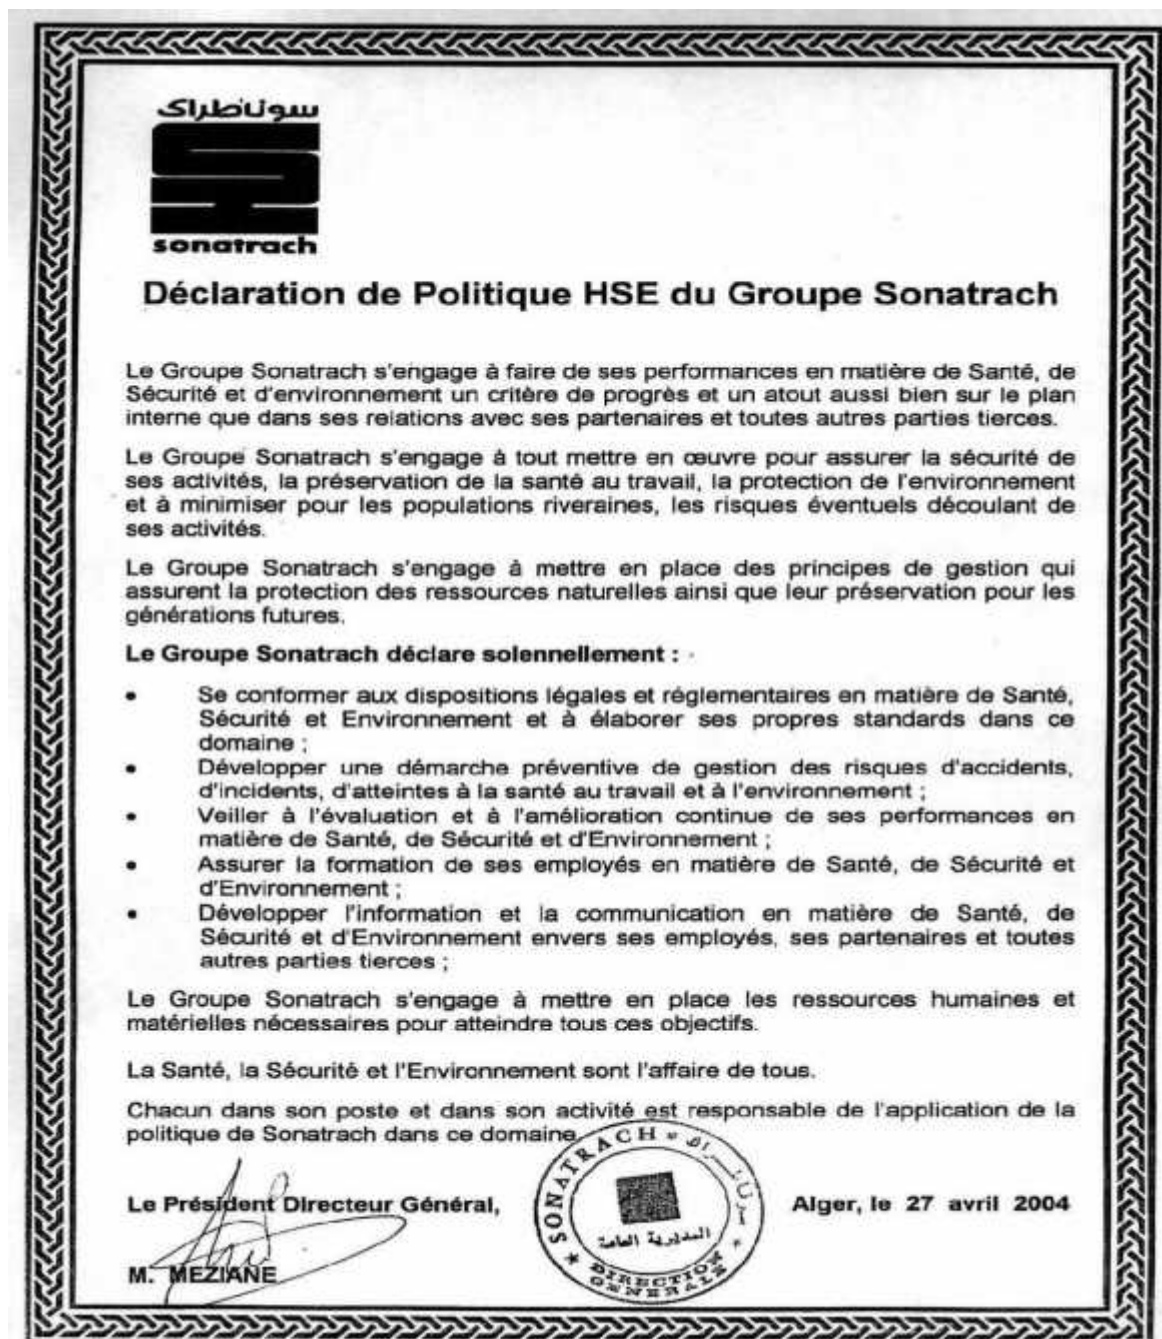 سوناطراك
sonatrach
Déclaration de Politique HSE du Groupe Sonatrach
Le Groupe Sonatrach s'engage à faire de ses performances en matière de Santé, de
Sécurité et d'environnement un critère de progrès et un atout aussi bien sur le plan
interne que dans ses relations avec ses partenaires et toutes autres parties tierces.
Le Groupe Sonatrach s'engage à tout mettre en œuvre pour assurer la sécurité de
ses activités, la préservation de la santé au travail, la protection de l'environnement
et à minimiser pour les populations riveraines, les risques éventuels découlant de
ses activités.
Le Groupe Sonatrach s'engage à mettre en place des principes de gestion qui
assurent la protection des ressources naturelles ainsi que leur préservation pour les
générations futures.
Le Groupe Sonatrach déclare solennellement :
• Se conformer aux dispositions légales et réglementaires en matière de Santé,
Sécurité et Environnement et à élaborer ses propres standards dans ce
domaine ;
• Développer une démarche préventive de gestion des risques d'accidents,
d'incidents, d'atteintes à la santé au travail et à l'environnement ;
• Veiller à l'évaluation et à l'amélioration continue de ses performances en
matière de Santé, de Sécurité et d'Environnement ;
• Assurer la formation de ses employés en matière de Santé, de Sécurité et
d'Environnement ;
• Développer l'information et la communication en matière de Santé, de
Sécurité et d'Environnement envers ses employés, ses partenaires et toutes
autres parties tierces ;
Le Groupe Sonatrach s'engage à mettre en place les ressources humaines et
matérielles nécessaires pour atteindre tous ces objectifs.
La Santé, la Sécurité et l'Environnement sont l'affaire de tous.
Chacun dans son poste et dans son activité est responsable de l'application de la
politique de Sonatrach dans ce domaine
Le Président Directeur Général,
Alger, le 27 avril 2004
M. MEZIANE
SONATRACH
سوناطراك
المديرية العامة
DIRECTION
GENERALE